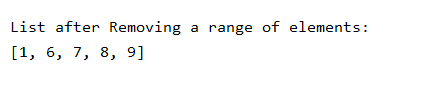 List after Removing a range of elements:
[1, 6, 7, 8, 9]